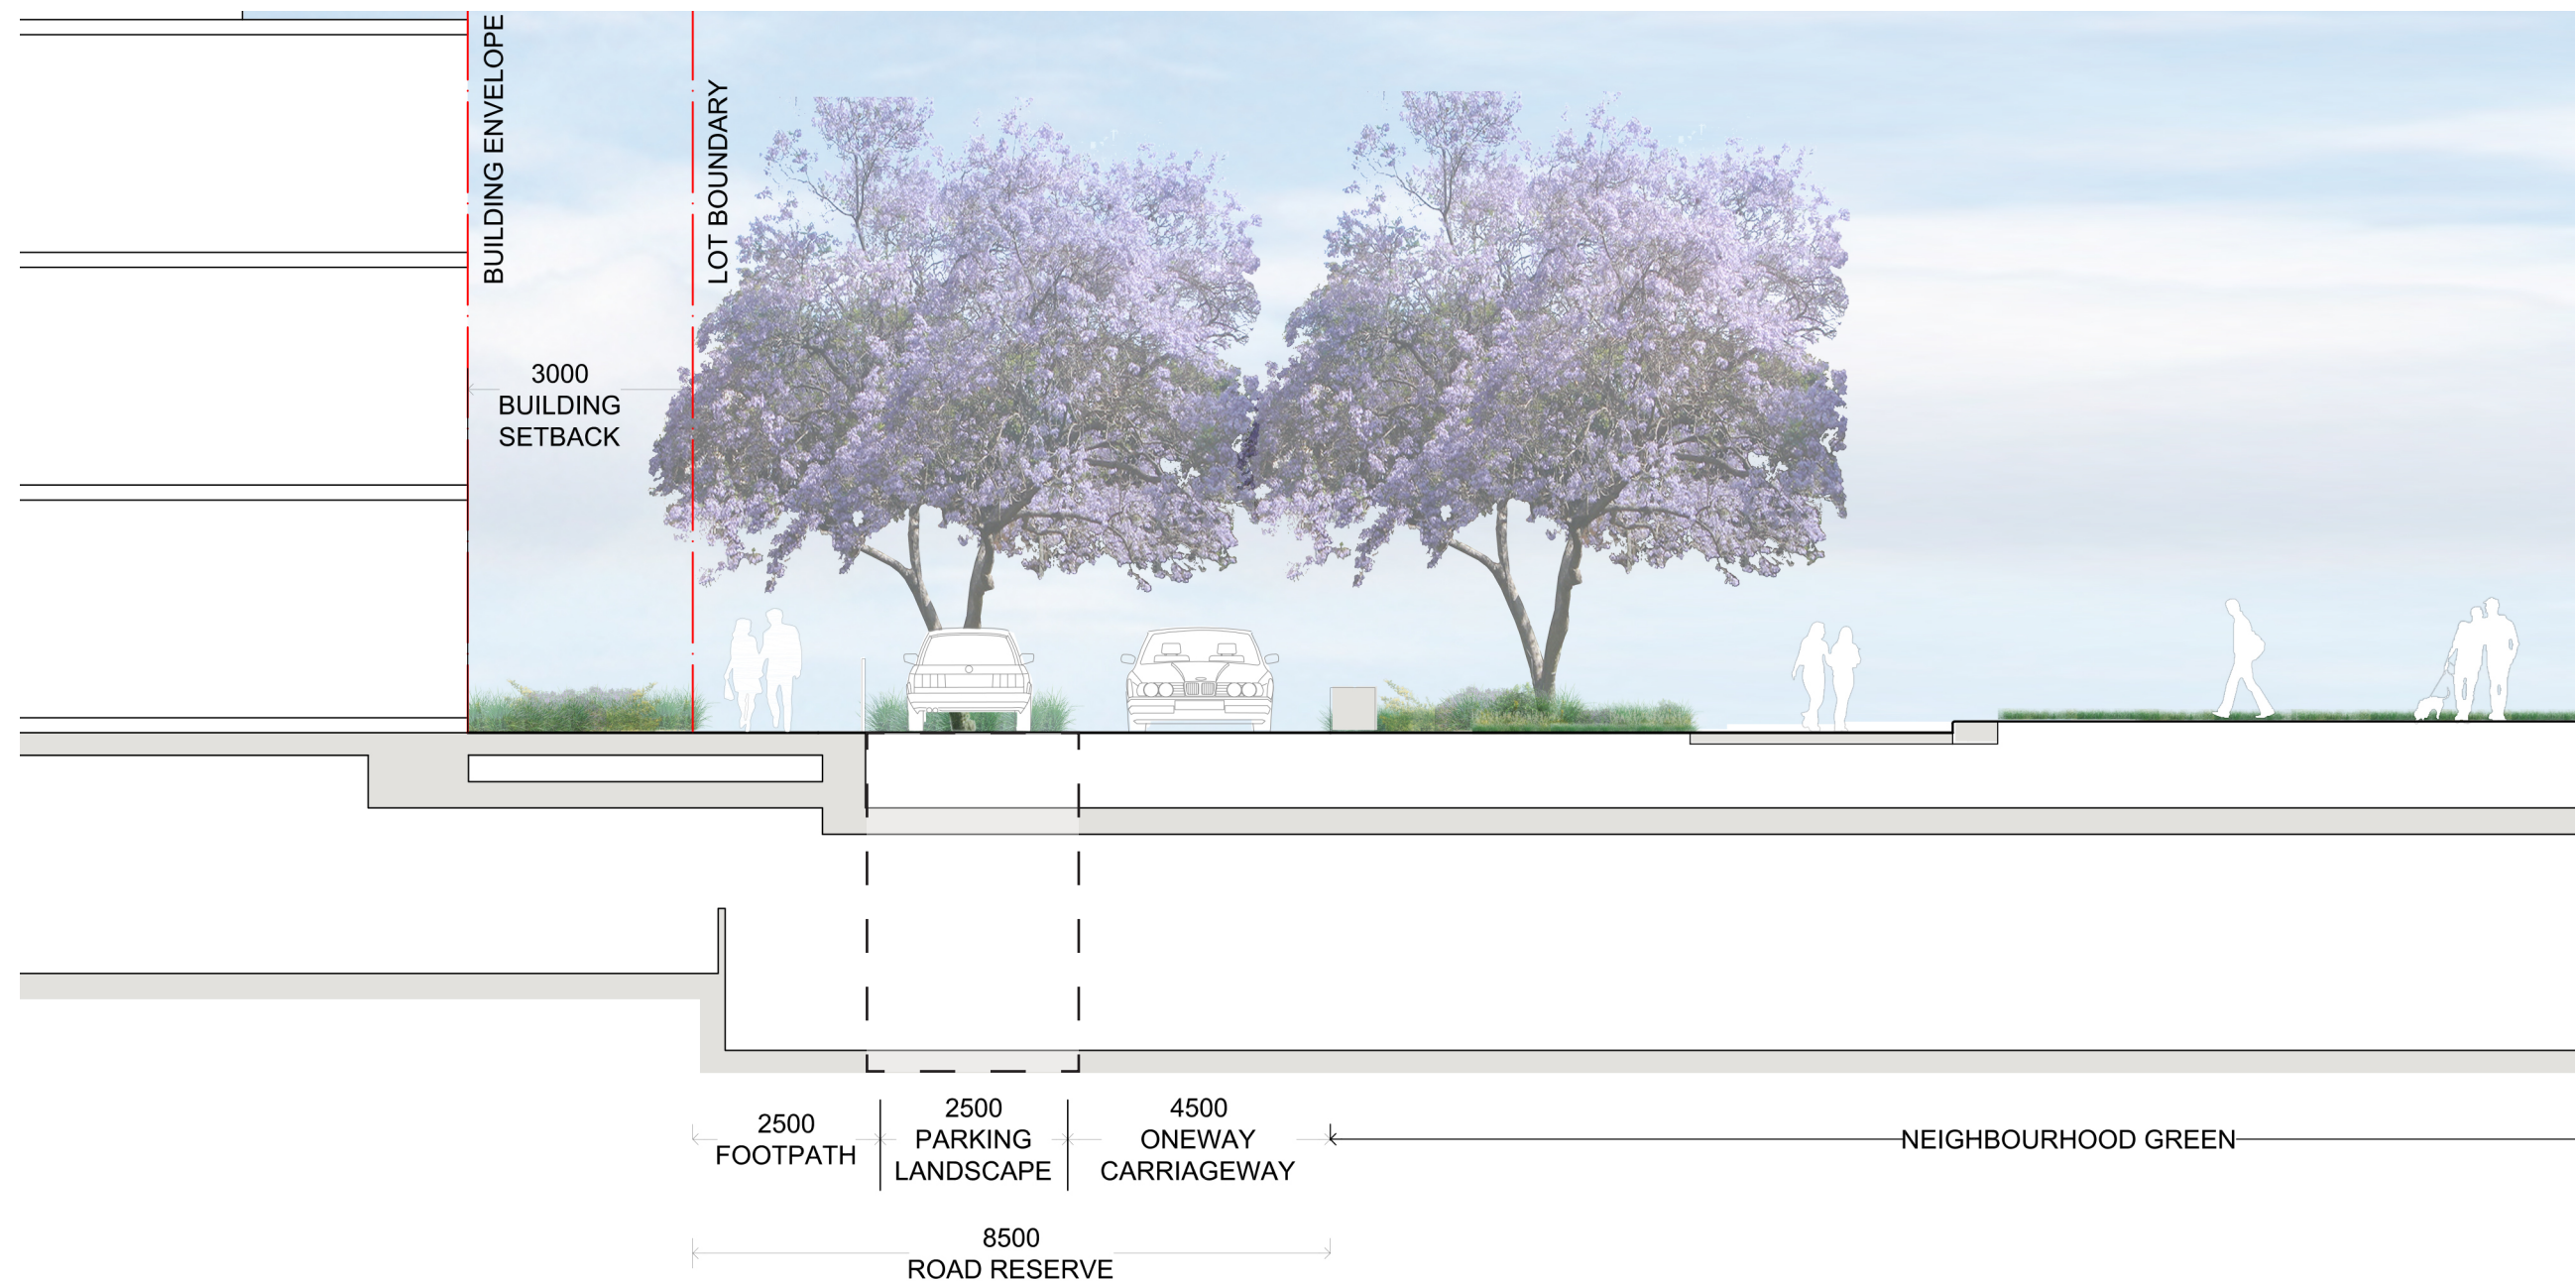 BUILDING ENVELOPE
LOT BOUNDARY
3000
BUILDING
SETBACK
2500
FOOTPATH
2500
PARKING
LANDSCAPE
4500
ONEWAY
CARRIAGEWAY
NEIGHBOURHOOD GREEN
8500
ROAD RESERVE